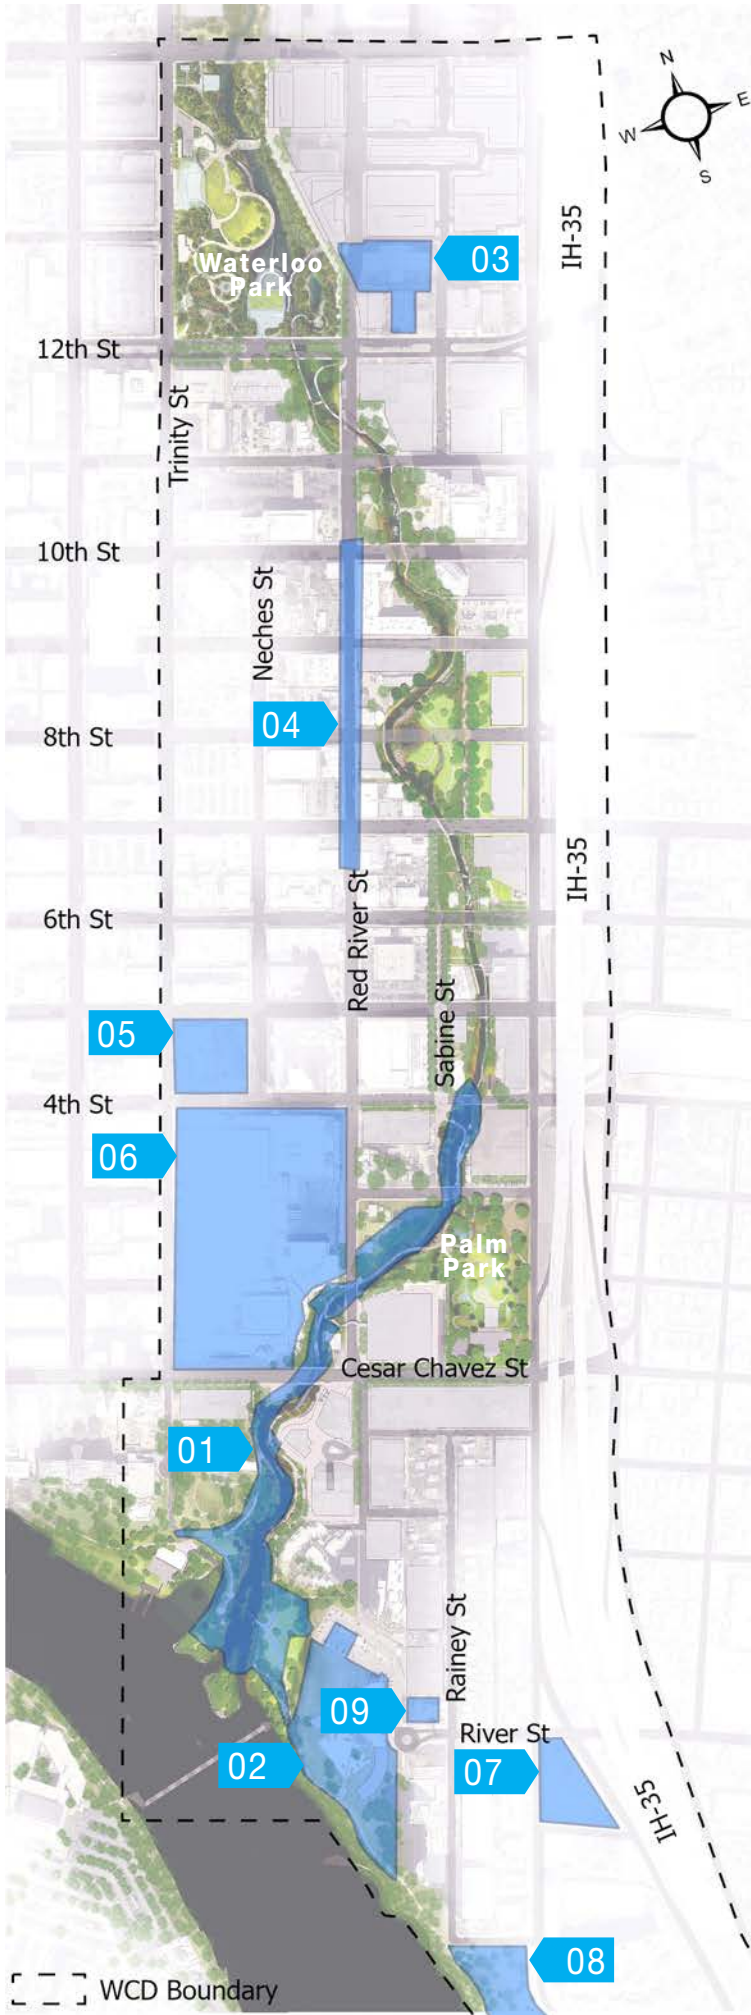 N
E
W
S
IH-35
03
Waterloo
Park
12th St
Trinity St
10th St
Neches St
04
8th St
IH-35
Red River St
6th St
Sabine St
05
4th St
06
Palm
Park
Cesar Chavez St
01
Rainey St
09
River St
02
07
IH-35
08
WCD Boundary